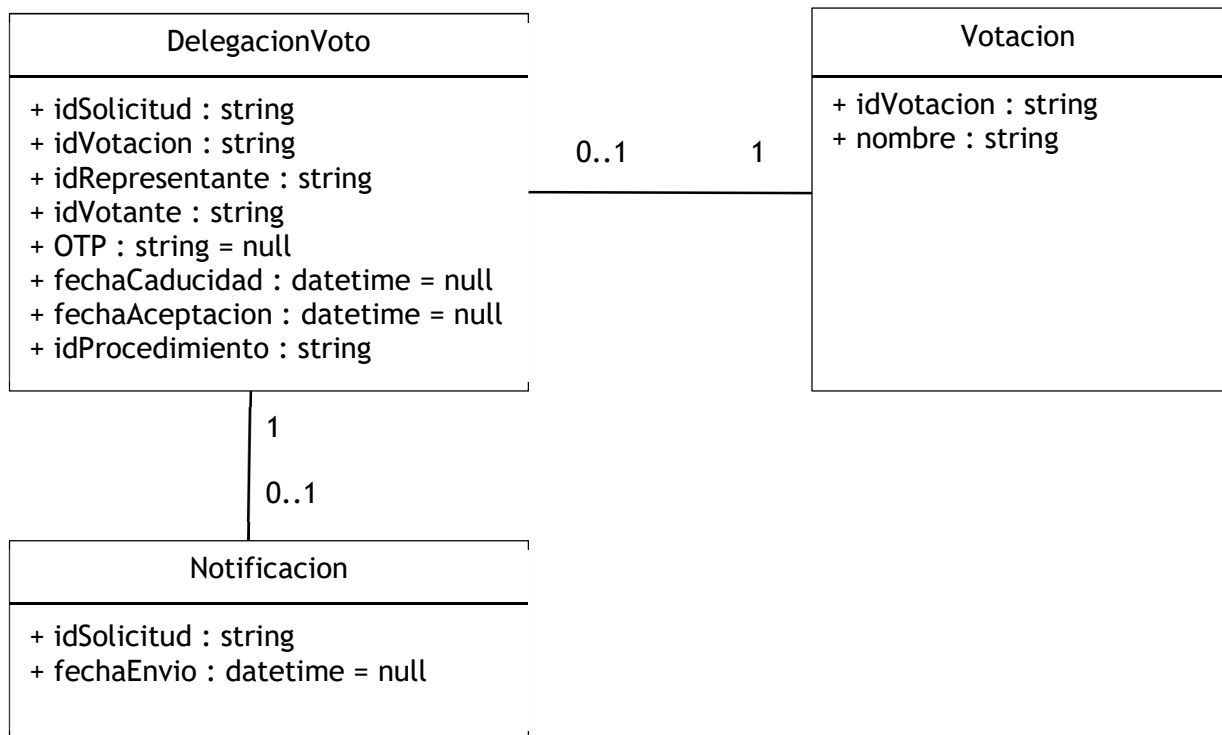 DelegacionVoto
+ idSolicitud : string
+ idVotacion : string
+ idRepresentante : string
+ idVotante : string
+ OTP : string = null
+ fechaCaducidad : datetime = null
+ fechaAceptacion : datetime = null
+ idProcedimiento : string
0..1
1
Votacion
+ idVotacion : string
+ nombre : string
1
0..1
Notificacion
+ idSolicitud : string
+ fechaEnvio : datetime = null